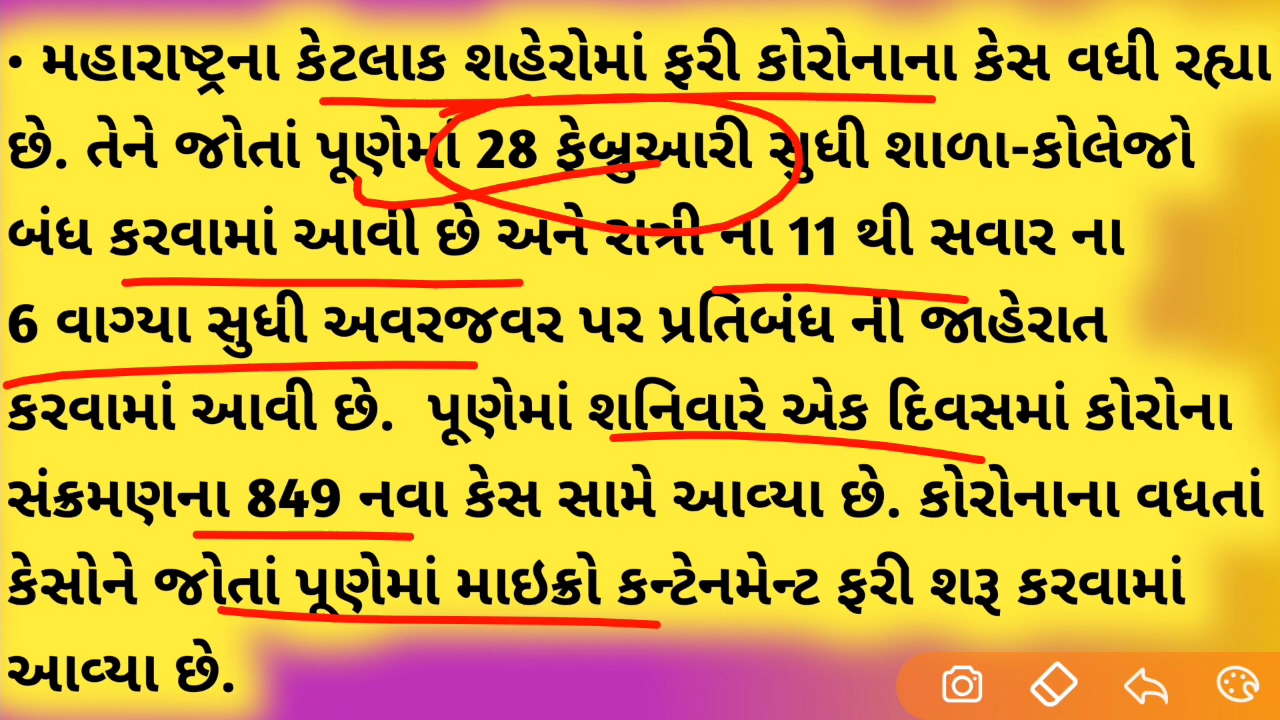 • મહારાષ્ટ્રના કેટલાક શહેરોમાં ફરી કોરોનાના કેસ વધી રહ્યા
છે. તેને જોતાં પૂણેમાં 28 ફેબ્રુઆરી સુધી શાળા-કોલેજો
બંધ કરવામાં આવી છે અને રાત્રી ના 11 થી સવાર ના
6 વાગ્યા સુધી અવરજવર પર પ્રતિબંધ ની જાહેરાત
કરવામાં આવી છે. પૂણેમાં શનિવારે એક દિવસમાં કોરોના
સંક્રમણના 849 નવા કેસ સામે આવ્યા છે. કોરોનાના વધતાં
કેસોને જોતાં પૂણેમાં માઇક્રો કન્ટેનમેન્ટ ફરી શરૂ કરવામાં
આવ્યા છે.